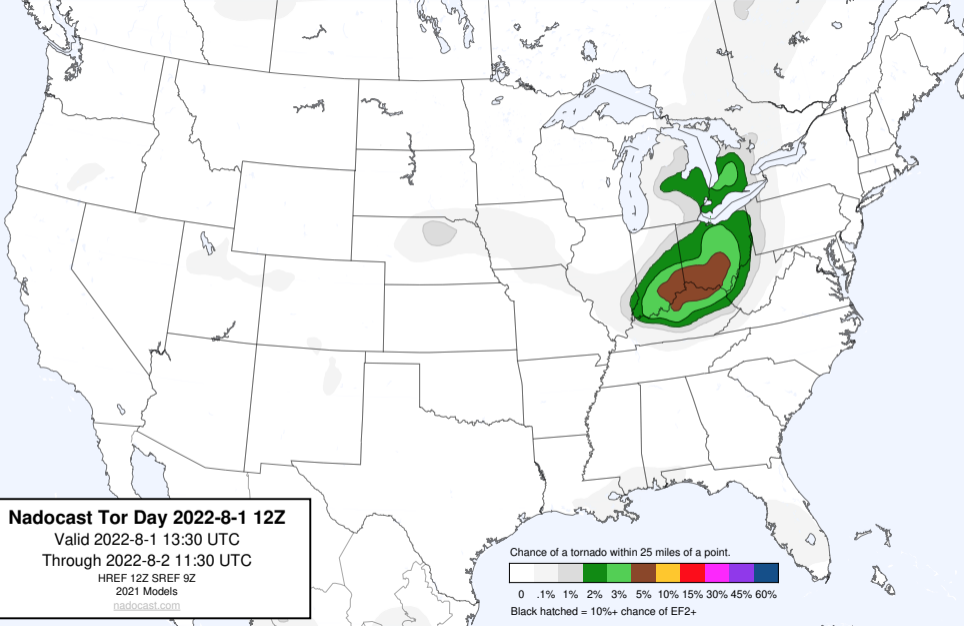 Nadocast Tor Day 2022-8-1 12Z
Valid 2022-8-1 13:30 UTC
Through 2022-8-2 11:30 UTC
HREF 12Z SREF 9Z
2021 Models
nadocast.com
Chance of a tornado within 25 miles of a point.
0 .1% 1% 2% 3% 5% 10% 15% 30% 45% 60%
Black hatched = 10%+ chance of EF2+